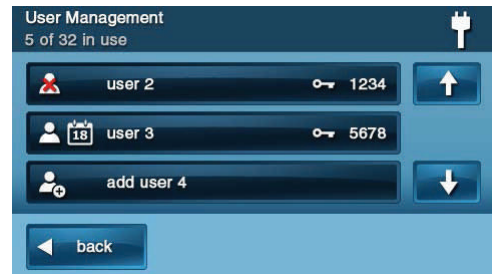 User Management
5 of 32 in use
user 2 1234
18 user 3 5678
add user 4
back